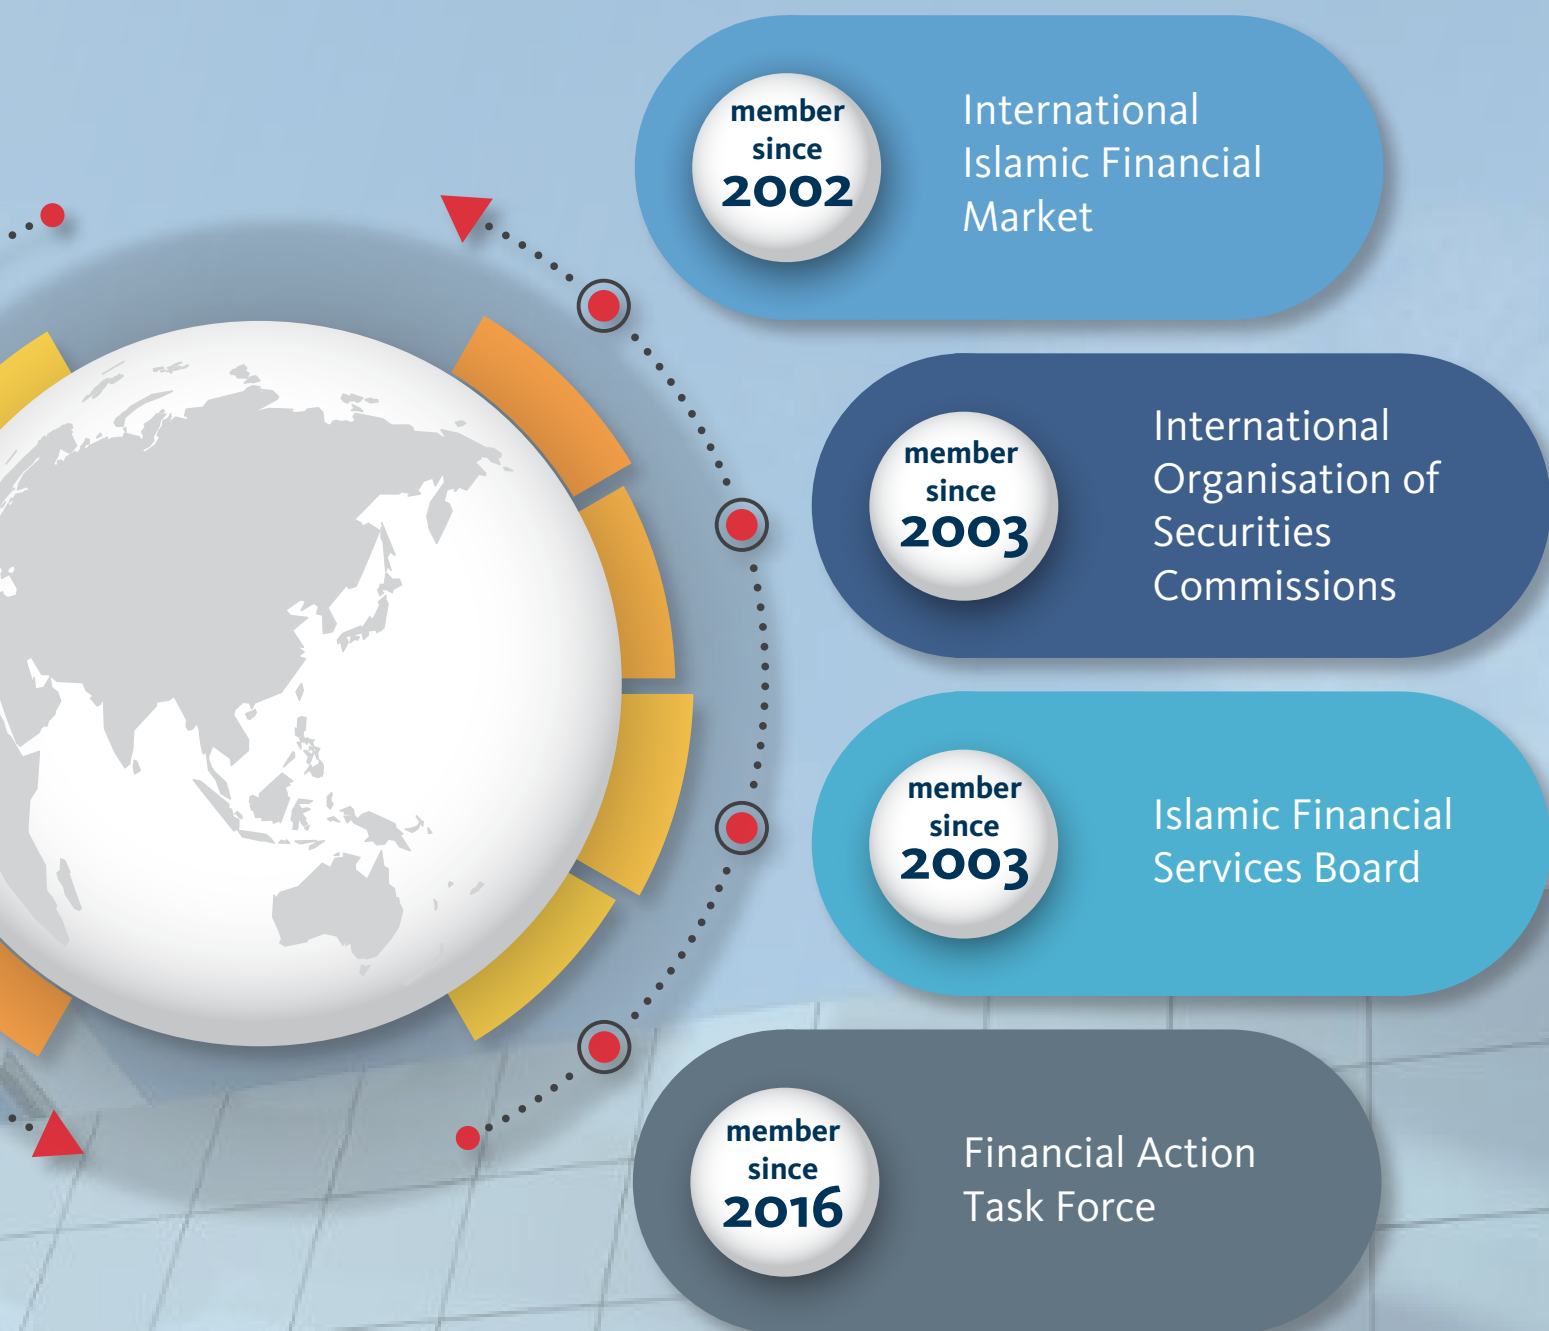 member
since
2002
International
Islamic Financial
Market
member
since
2003
International
Organisation of
Securities
Commissions
member
since
2003
Islamic Financial
Services Board
member
since
2016
Financial Action
Task Force